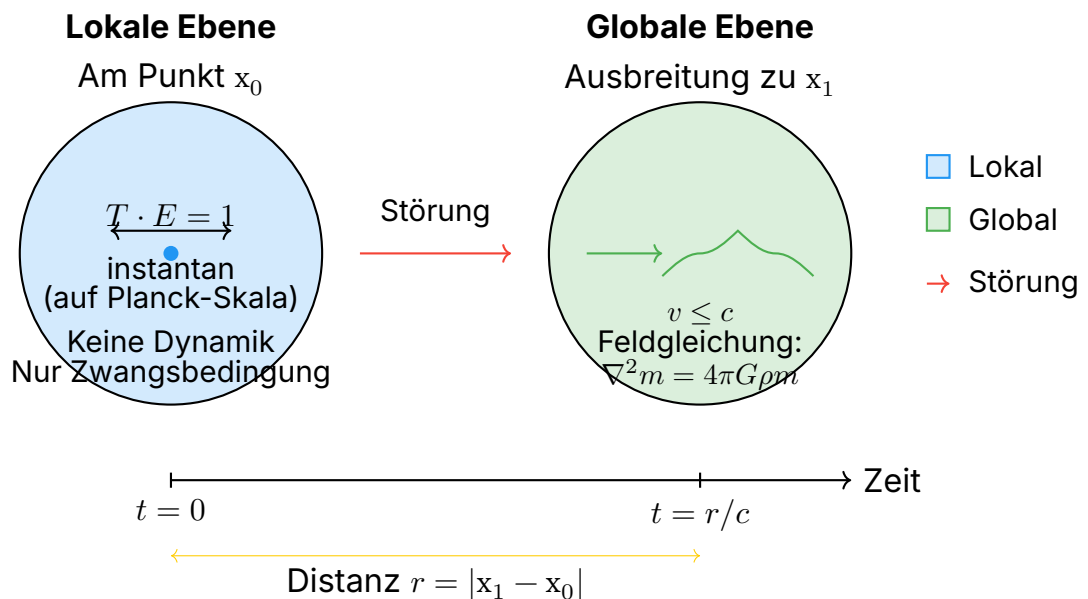 Lokale Ebene
Am Punkt x₀
T · E = 1
instantan
(auf Planck-Skala)
Keine Dynamik
Nur Zwangsbedingung
Störung
Globale Ebene
Ausbreitung zu x₁
v ≤ c
Feldgleichung:
∇²m = 4πGρm
Lokal
Global
Störung
Zeit
t = 0
t = r/c
Distanz r = |x₁ − x₀|